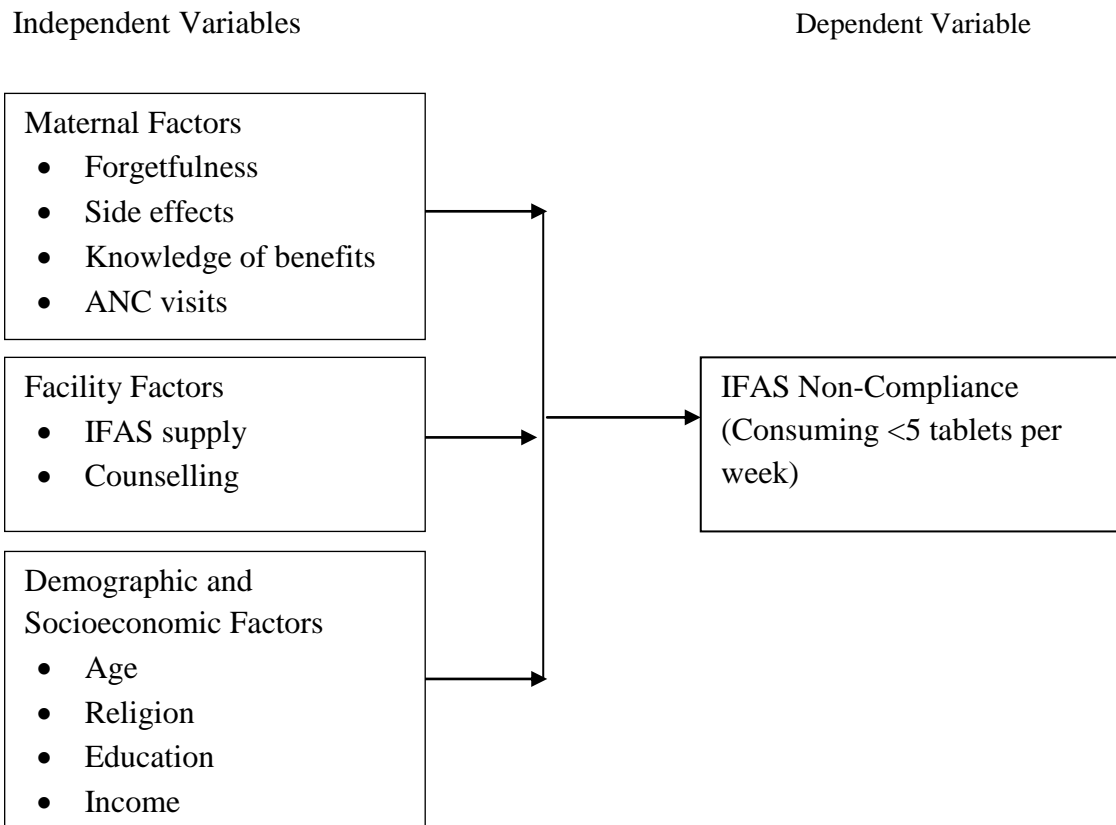 Independent Variables
Dependent Variable
Maternal Factors
• Forgetfulness
• Side effects
• Knowledge of benefits
• ANC visits
Facility Factors
• IFAS supply
• Counselling
IFAS Non-Compliance
(Consuming <5 tablets per
week)
Demographic and
Socioeconomic Factors
• Age
• Religion
• Education
• Income